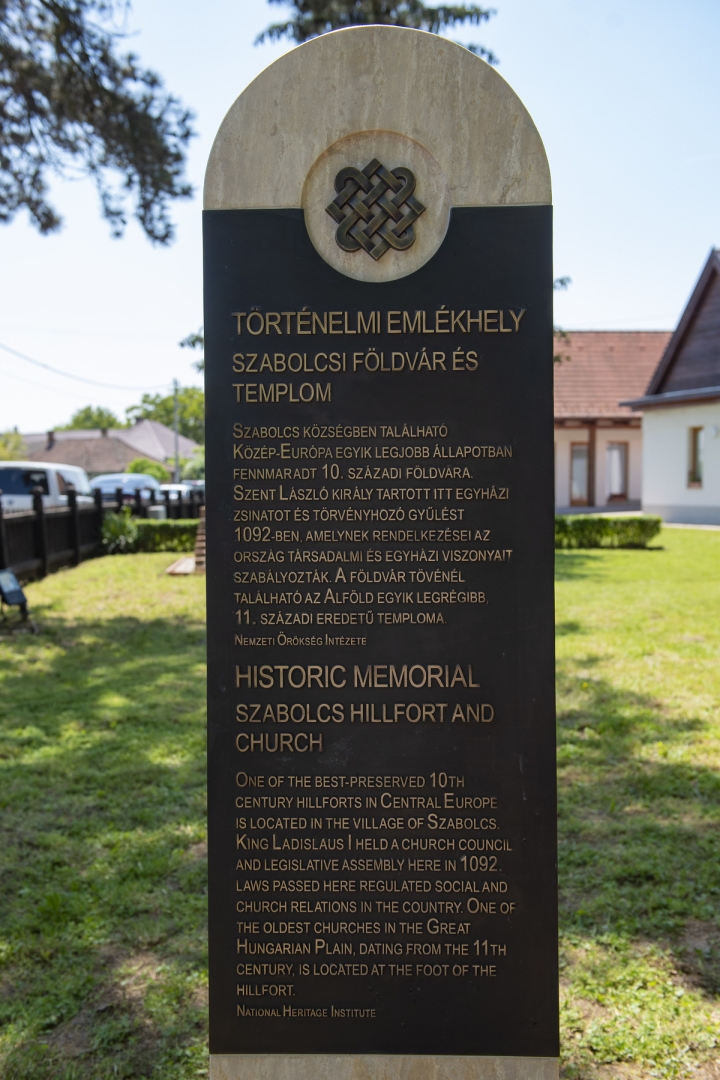 TÖRTÉNELMI EMLÉKHELY
SZABOLCSI FÖLDVÁR ÉS
TEMPLOM
SZABOLCS KÖZSÉGBEN TALÁLHATÓ
KÖZÉP-EURÓPA EGYIK LEGJOBB ÁLLAPOTBAN
FENNMARADT 10. SZÁZADI FÖLDVÁRA.
SZENT LÁSZLÓ KIRÁLY TARTOTT ITT EGYHÁZI
ZSINATOT ÉS TÖRVÉNYHOZÓ GYŰLÉST
1092-BEN, AMELYNEK RENDELKEZÉSEI AZ
ORSZÁG TÁRSADALMI ÉS EGYHÁZI VISZONYAIT
SZABÁLYOZTÁK. A FÖLDVÁR TÖVÉNÉL
TALÁLHATÓ AZ ALFÖLD EGYIK LEGRÉGIBB,
11. SZÁZADI EREDETŰ TEMPLOMA.
NEMZETI ÖRÖKSÉG INTÉZETE
HISTORIC MEMORIAL
SZABOLCS HILLFORT AND
CHURCH
ONE OF THE BEST-PRESERVED 10TH
CENTURY HILLFORTS IN CENTRAL EUROPE
IS LOCATED IN THE VILLAGE OF SZABOLCS.
KING LADISLAUS I HELD A CHURCH COUNCIL
AND LEGISLATIVE ASSEMBLY HERE IN 1092.
LAWS PASSED HERE REGULATED SOCIAL AND
CHURCH RELATIONS IN THE COUNTRY. ONE OF
THE OLDEST CHURCHES IN THE GREAT
HUNGARIAN PLAIN, DATING FROM THE 11TH
CENTURY, IS LOCATED AT THE FOOT OF THE
HILLFORT.
NATIONAL HERITAGE INSTITUTE